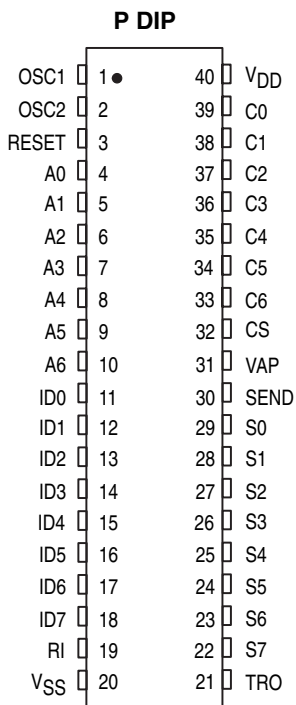 P DIP
OSC1 1 40 VDD
OSC2 2 39 C0
RESET 3 38 C1
A0 4 37 C2
A1 5 36 C3
A2 6 35 C4
A3 7 34 C5
A4 8 33 C6
A5 9 32 CS
A6 10 31 VAP
ID0 11 30 SEND
ID1 12 29 S0
ID2 13 28 S1
ID3 14 27 S2
ID4 15 26 S3
ID5 16 25 S4
ID6 17 24 S5
ID7 18 23 S6
RI 19 22 S7
VSS 20 21 TRO